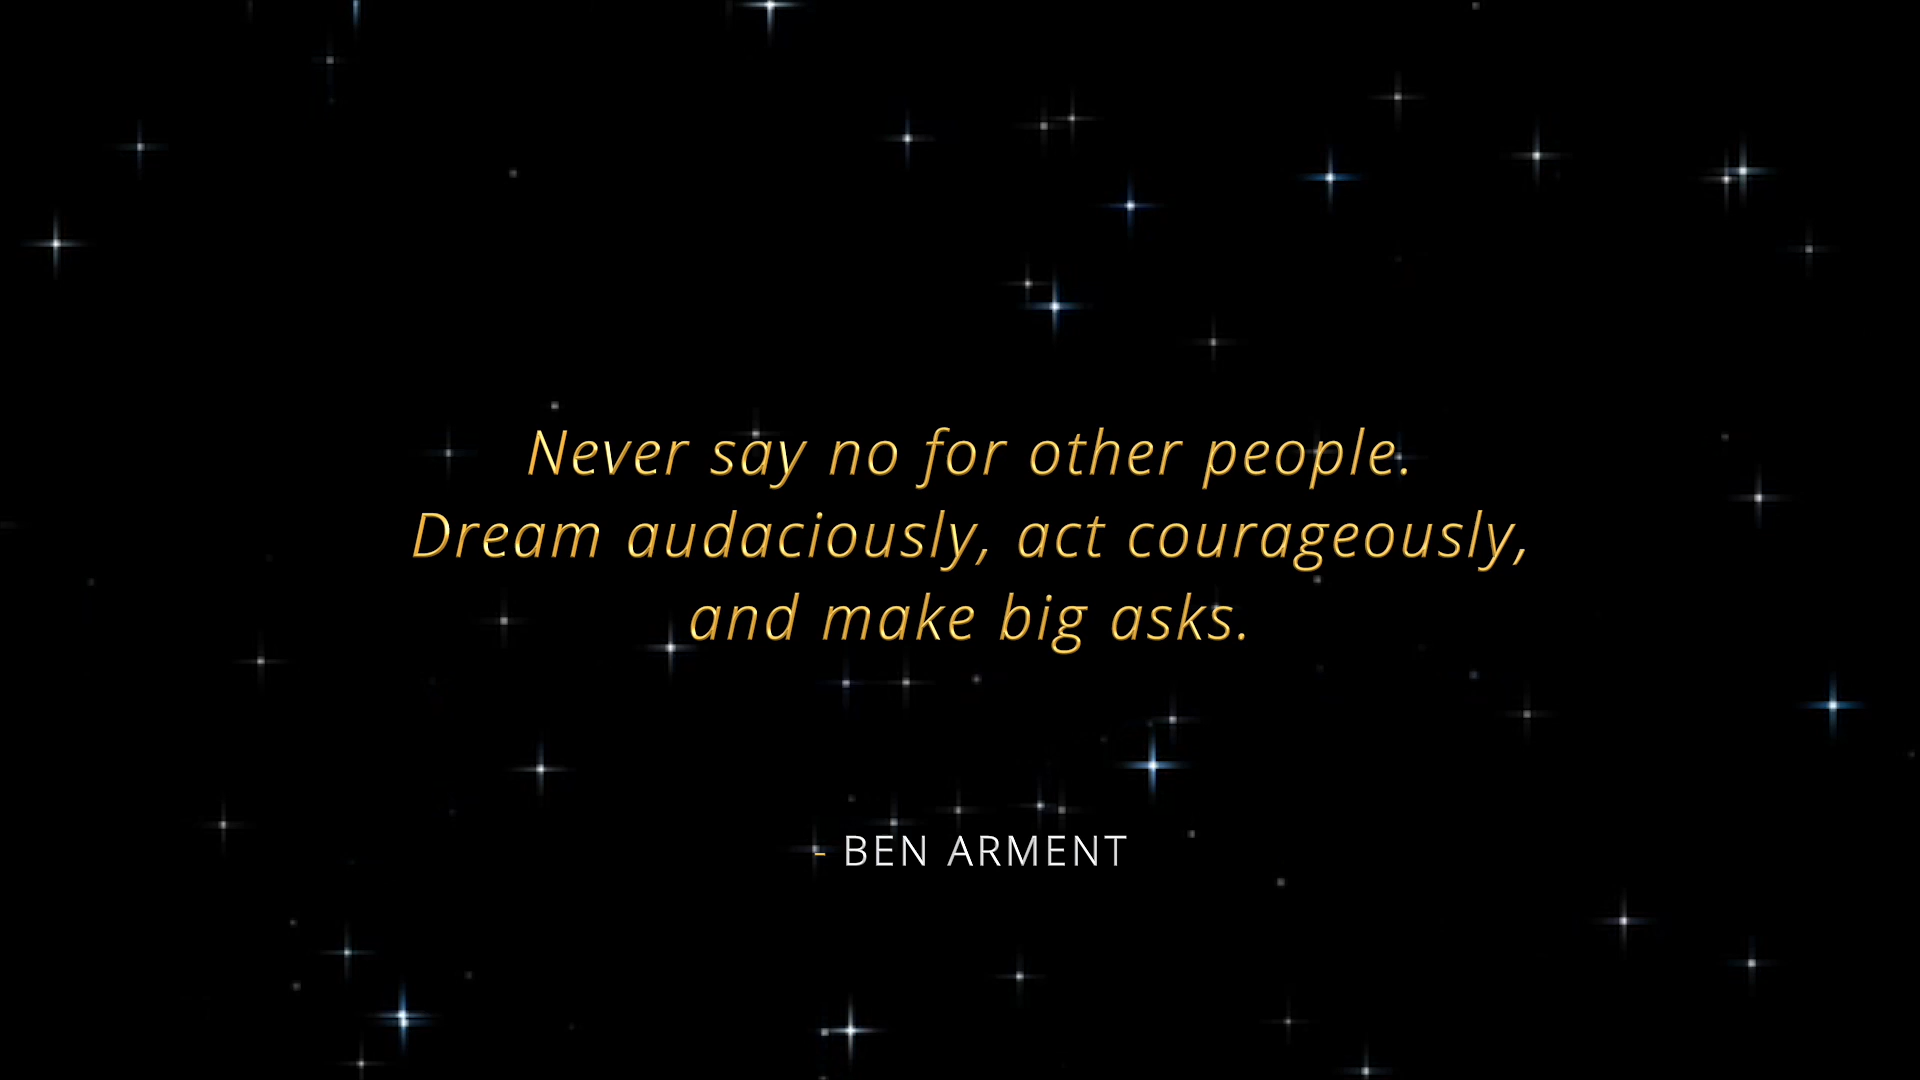 Never say no for other people.
Dream audaciously, act courageously,
and make big asks.
- BEN ARMENT